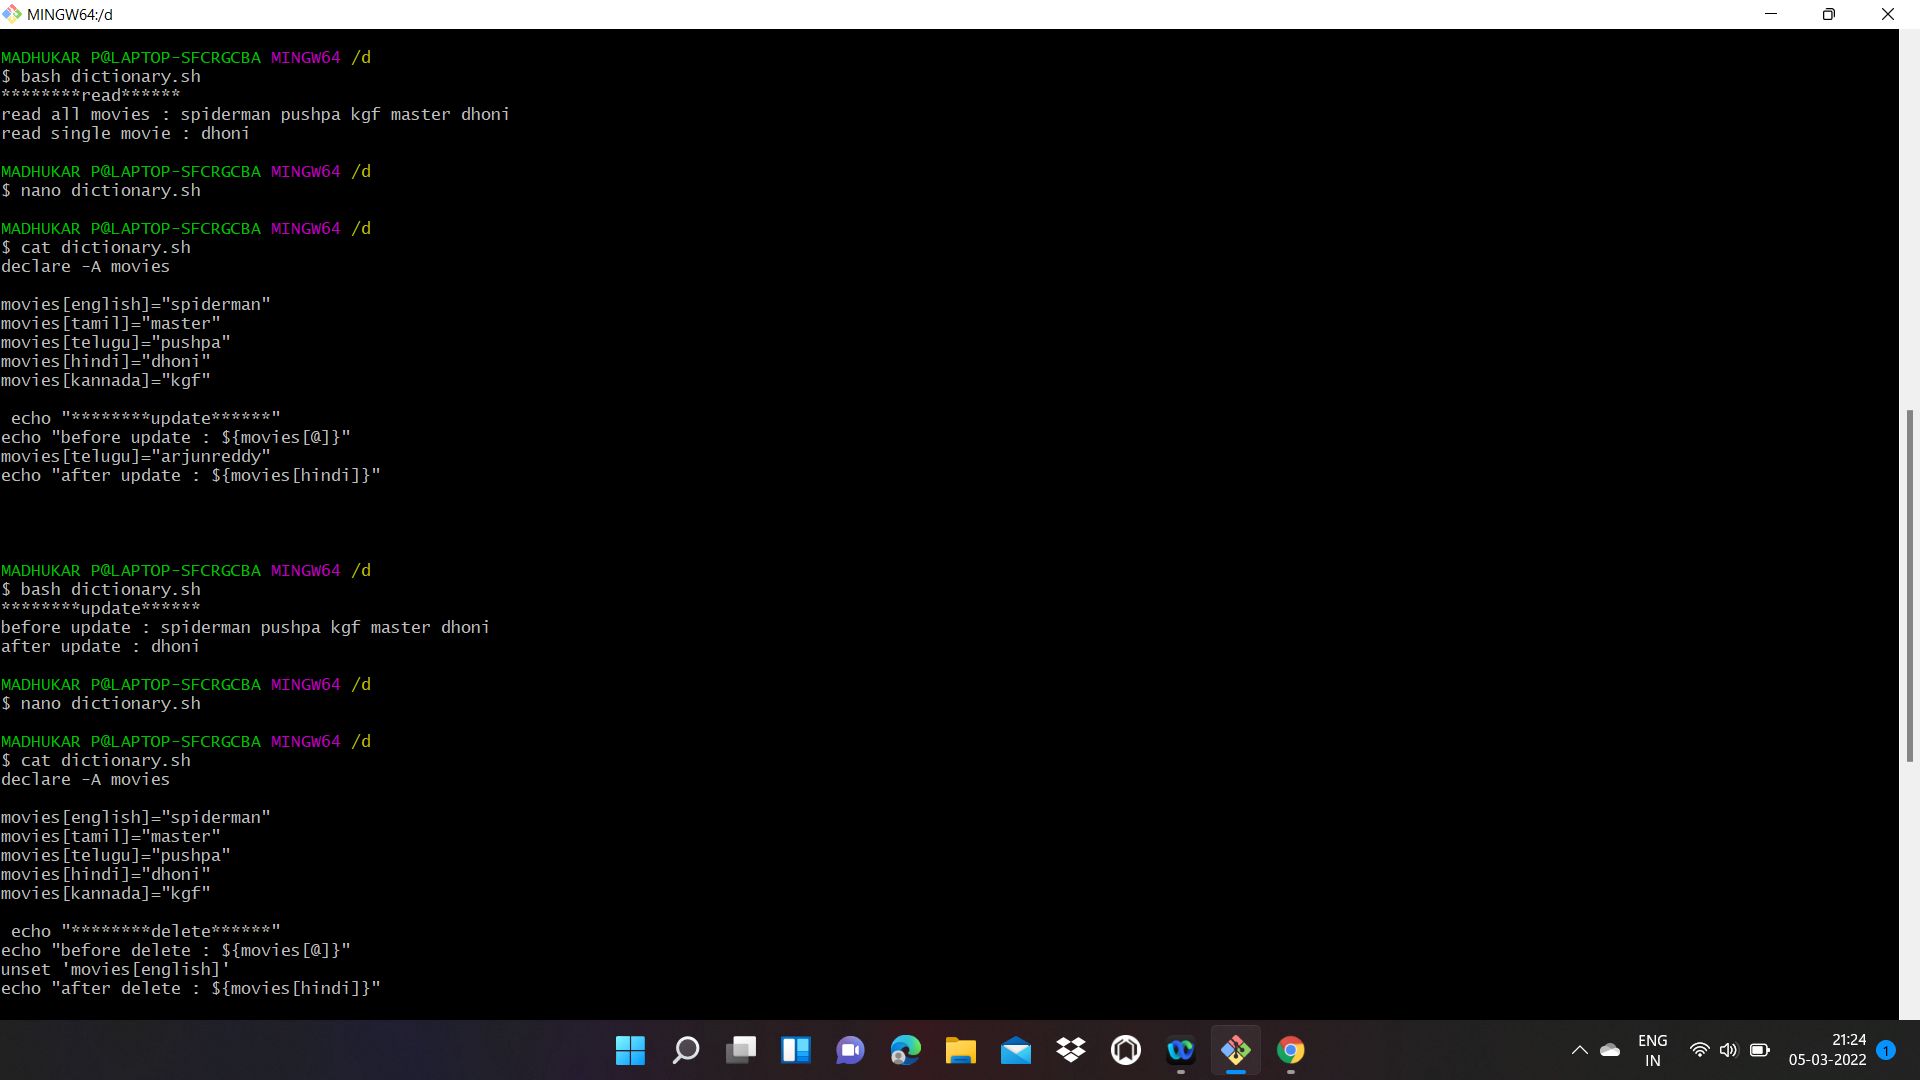 MINGW64:/d
MADHUKAR P@LAPTOP-SFCRGCBA MINGW64 /d
$ bash dictionary.sh
********read******
read all movies : spiderman pushpa kgf master dhoni
read single movie : dhoni
MADHUKAR P@LAPTOP-SFCRGCBA MINGW64 /d
$ nano dictionary.sh
MADHUKAR P@LAPTOP-SFCRGCBA MINGW64 /d
$ cat dictionary.sh
declare -A movies
movies[english]="spiderman"
movies[tamil]="master"
movies[telugu]="pushpa"
movies[hindi]="dhoni"
movies[kannada]="kgf"
 echo "********update******"
echo "before update : ${movies[@]}"
movies[telugu]="arjunreddy"
echo "after update : ${movies[hindi]}"
MADHUKAR P@LAPTOP-SFCRGCBA MINGW64 /d
$ bash dictionary.sh
********update******
before update : spiderman pushpa kgf master dhoni
after update : dhoni
MADHUKAR P@LAPTOP-SFCRGCBA MINGW64 /d
$ nano dictionary.sh
MADHUKAR P@LAPTOP-SFCRGCBA MINGW64 /d
$ cat dictionary.sh
declare -A movies
movies[english]="spiderman"
movies[tamil]="master"
movies[telugu]="pushpa"
movies[hindi]="dhoni"
movies[kannada]="kgf"
 echo "********delete******"
echo "before delete : ${movies[@]}"
unset 'movies[english]'
echo "after delete : ${movies[hindi]}"
ENG
IN
21:24
05-03-2022
1